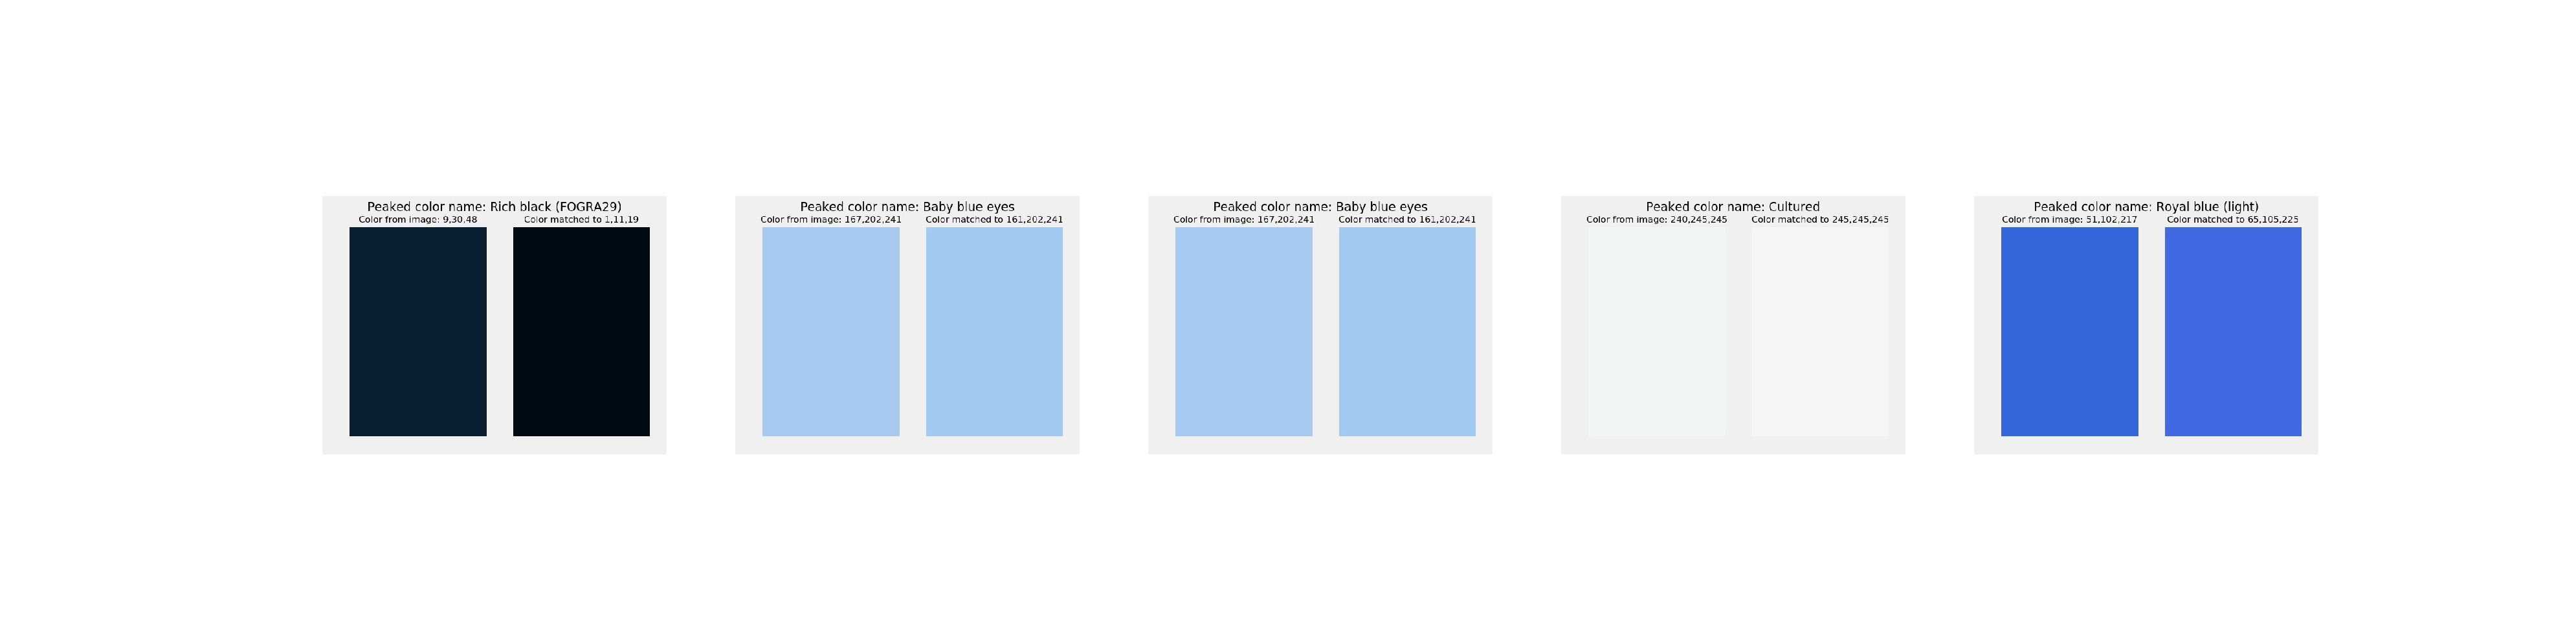 Peaked color name: Rich black (FOGRA29)
Color from image: 9,30,48
Color matched to 1,11,19
Peaked color name: Baby blue eyes
Color from image: 167,202,241
Color matched to 161,202,241
Peaked color name: Baby blue eyes
Color from image: 167,202,241
Color matched to 161,202,241
Peaked color name: Cultured
Color from image: 240,245,245
Color matched to 245,245,245
Peaked color name: Royal blue (light)
Color from image: 51,102,217
Color matched to 65,105,225